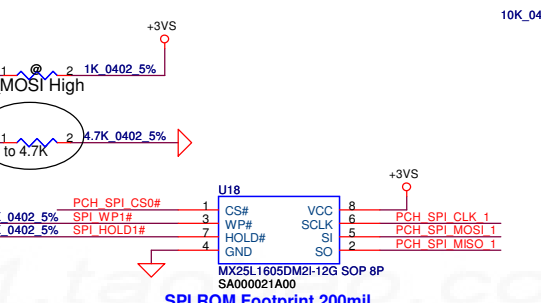 10K_04
+3VS
1 @ 2 1K_0402_5%
MOSI High
1 2 4.7K_0402_5%
to 4.7K
+3VS
U18
PCH_SPI_CS0# 1 CS# VCC 8
_0402_5% SPI_WP1# 3 WP# SCLK 6 PCH_SPI_CLK_1
_0402_5% SPI_HOLD1# 7 HOLD# SI 5 PCH_SPI_MOSI_1
4 GND SO 2 PCH_SPI_MISO_1
MX25L1605DM2I-12G SOP 8P
SA000021A00
SPI ROM Footprint 200mil